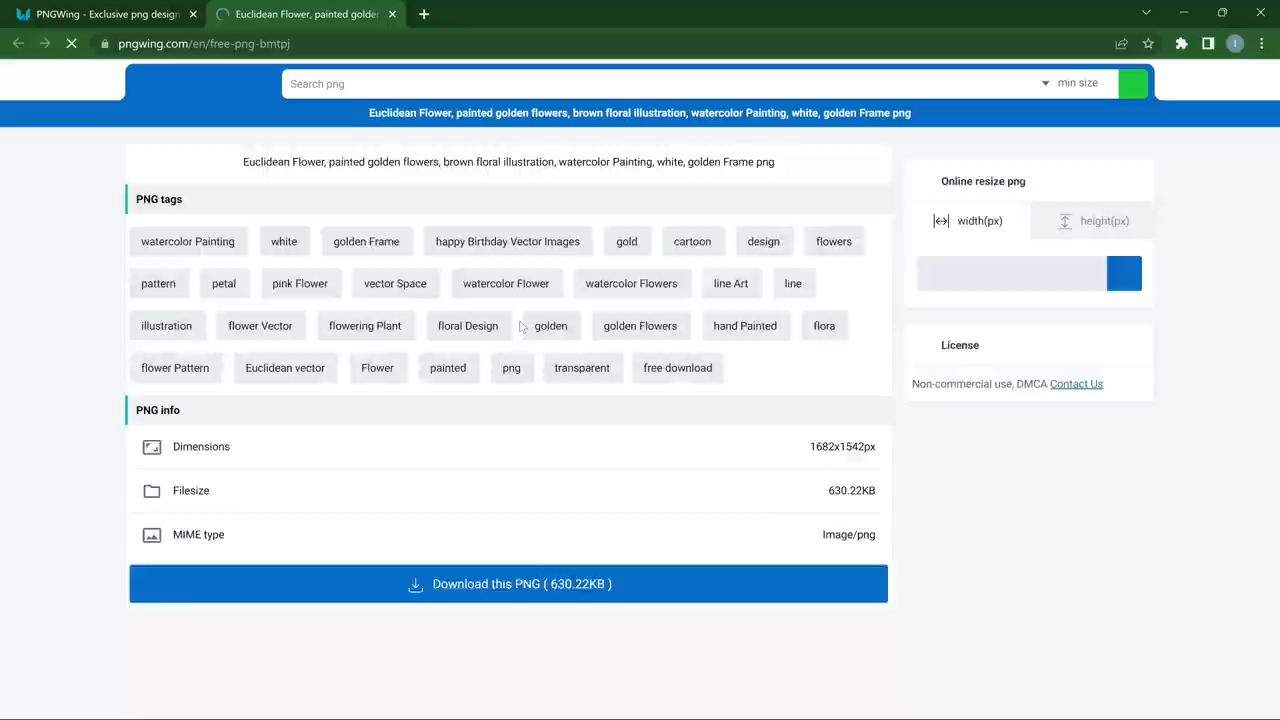 PNGWing - Exclusive png design
Euclidean Flower, painted golde
pngwing.com/en/free-png-bmtpj
Search png
min size
Euclidean Flower, painted golden flowers, brown floral illustration, watercolor Painting, white, golden Frame png
Euclidean Flower, painted golden flowers, brown floral illustration, watercolor Painting, white, golden Frame png
PNG tags
watercolor Painting white golden Frame happy Birthday Vector Images gold cartoon design flowers
pattern petal pink Flower vector Space watercolor Flower watercolor Flowers line Art line
illustration flower Vector flowering Plant floral Design golden golden Flowers hand Painted flora
flower Pattern Euclidean vector Flower painted png transparent free download
PNG info
Dimensions 1682x1542px
Filesize 630.22KB
MIME type Image/png
Download this PNG ( 630.22KB )
Online resize png
width(px) height(px)
License
Non-commercial use, DMCA Contact Us